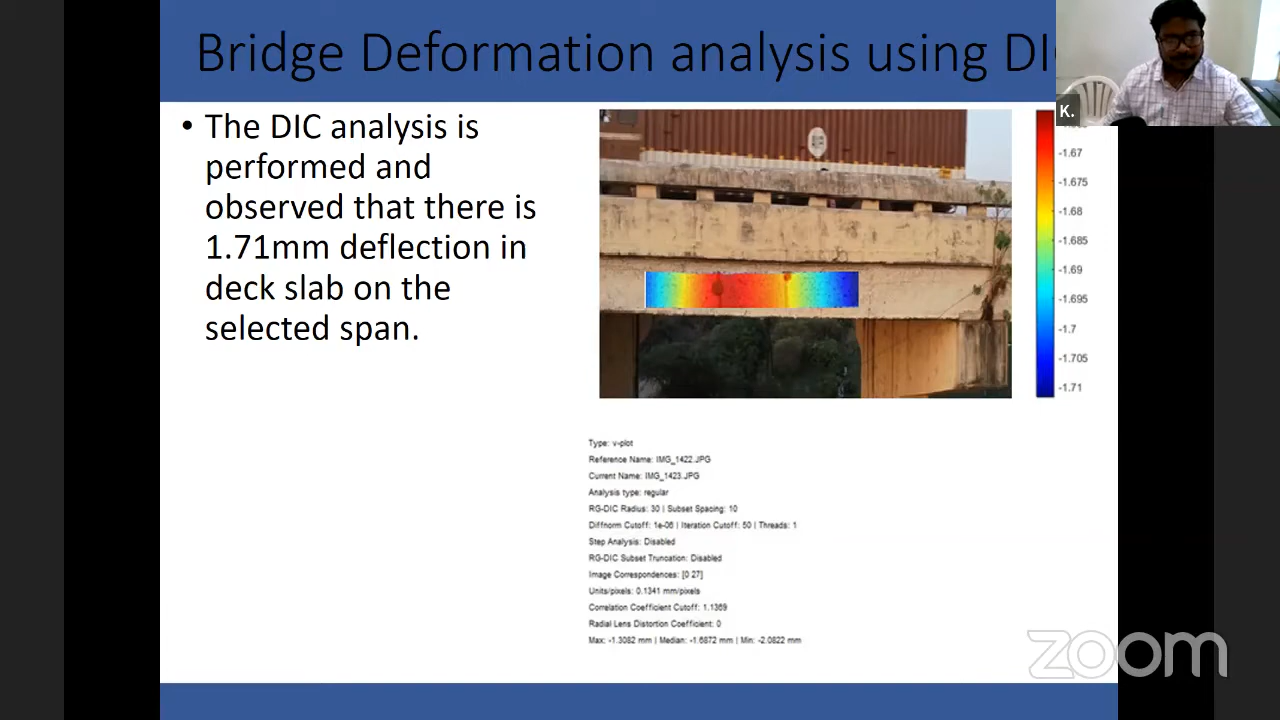 Bridge Deformation analysis using DI
K.
• The DIC analysis is
performed and
observed that there is
1.71mm deflection in
deck slab on the
selected span.
-1.67
-1.675
-1.68
-1.685
-1.69
-1.695
-1.7
-1.705
-1.71
Type: v-plot
Reference Name: IMG_1422.JPG
Current Name: IMG_1423.JPG
Analysis type: regular
RG-DIC Radius: 30 | Subset Spacing: 10
Diffnorm Cutoff: 1e-06 | Iteration Cutoff: 50 | Threads: 1
Step Analysis: Disabled
RG-DIC Subset Truncation: Disabled
Image Correspondences: [0 27]
Units/pixels: 0.1341 mm/pixels
Correlation Coefficient Cutoff: 1.1369
Radial Lens Distortion Coefficient: 0
Max: -1.3082 mm | Median: -1.6872 mm | Min: -2.0822 mm
zoom